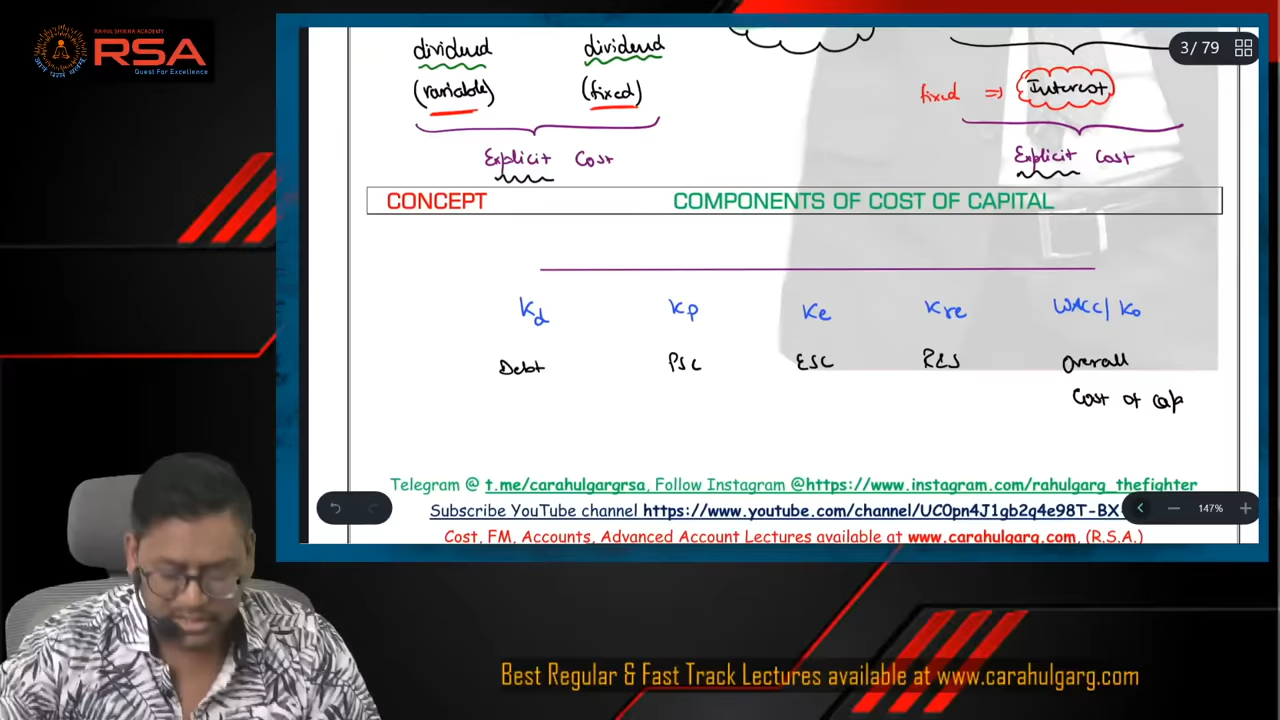 RAHUL SHIKHA ACADEMY
RSA
Quest For Excellence
3 / 79
dividend dividend
(variable) (fixed) fixed ⇒ Interest
Explicit Cost Explicit Cost
CONCEPT COMPONENTS OF COST OF CAPITAL
Kd Kp Ke Kre WACC/ Ko
Debt PSC ESC R&S Overall
Cost of cap
Telegram @ t.me/carahulgargrsa, Follow Instagram @https://www.instagram.com/rahulgarg_thefighter
Subscribe YouTube channel https://www.youtube.com/channel/UC0pn4J1gb2q4e98T-BX
147%
Cost, FM, Accounts, Advanced Account Lectures available at www.carahulgarg.com, (R.S.A.)
Best Regular & Fast Track Lectures available at www.carahulgarg.com